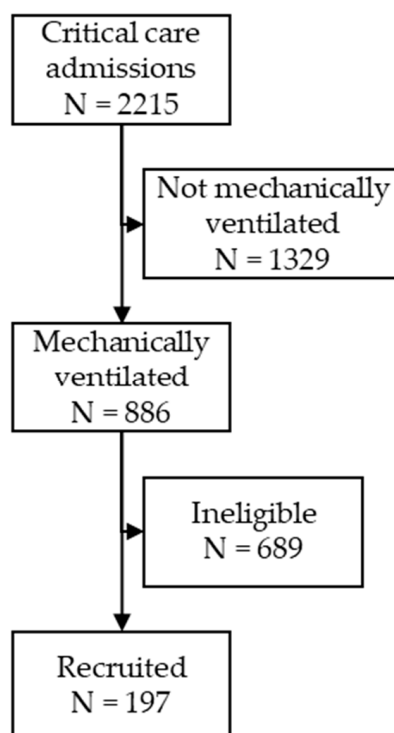 Critical care
admissions
N = 2215
Not mechanically
ventilated
N = 1329
Mechanically
ventilated
N = 886
Ineligible
N = 689
Recruited
N = 197